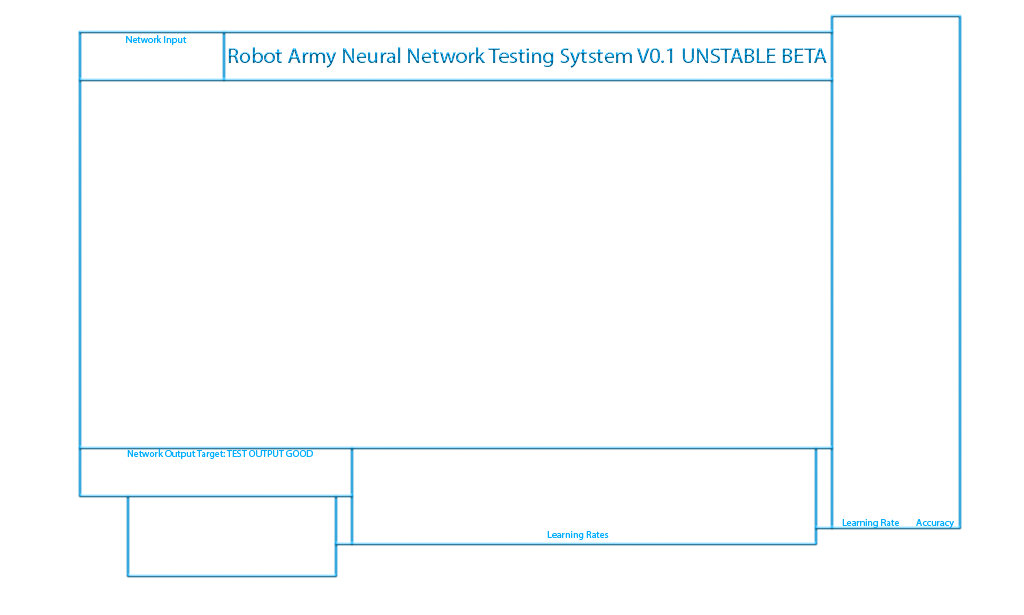 Network Input
Robot Army Neural Network Testing Sytstem V0.1 UNSTABLE BETA
Network Output Target: TEST OUTPUT GOOD
Learning Rate
Accuracy
Learning Rates